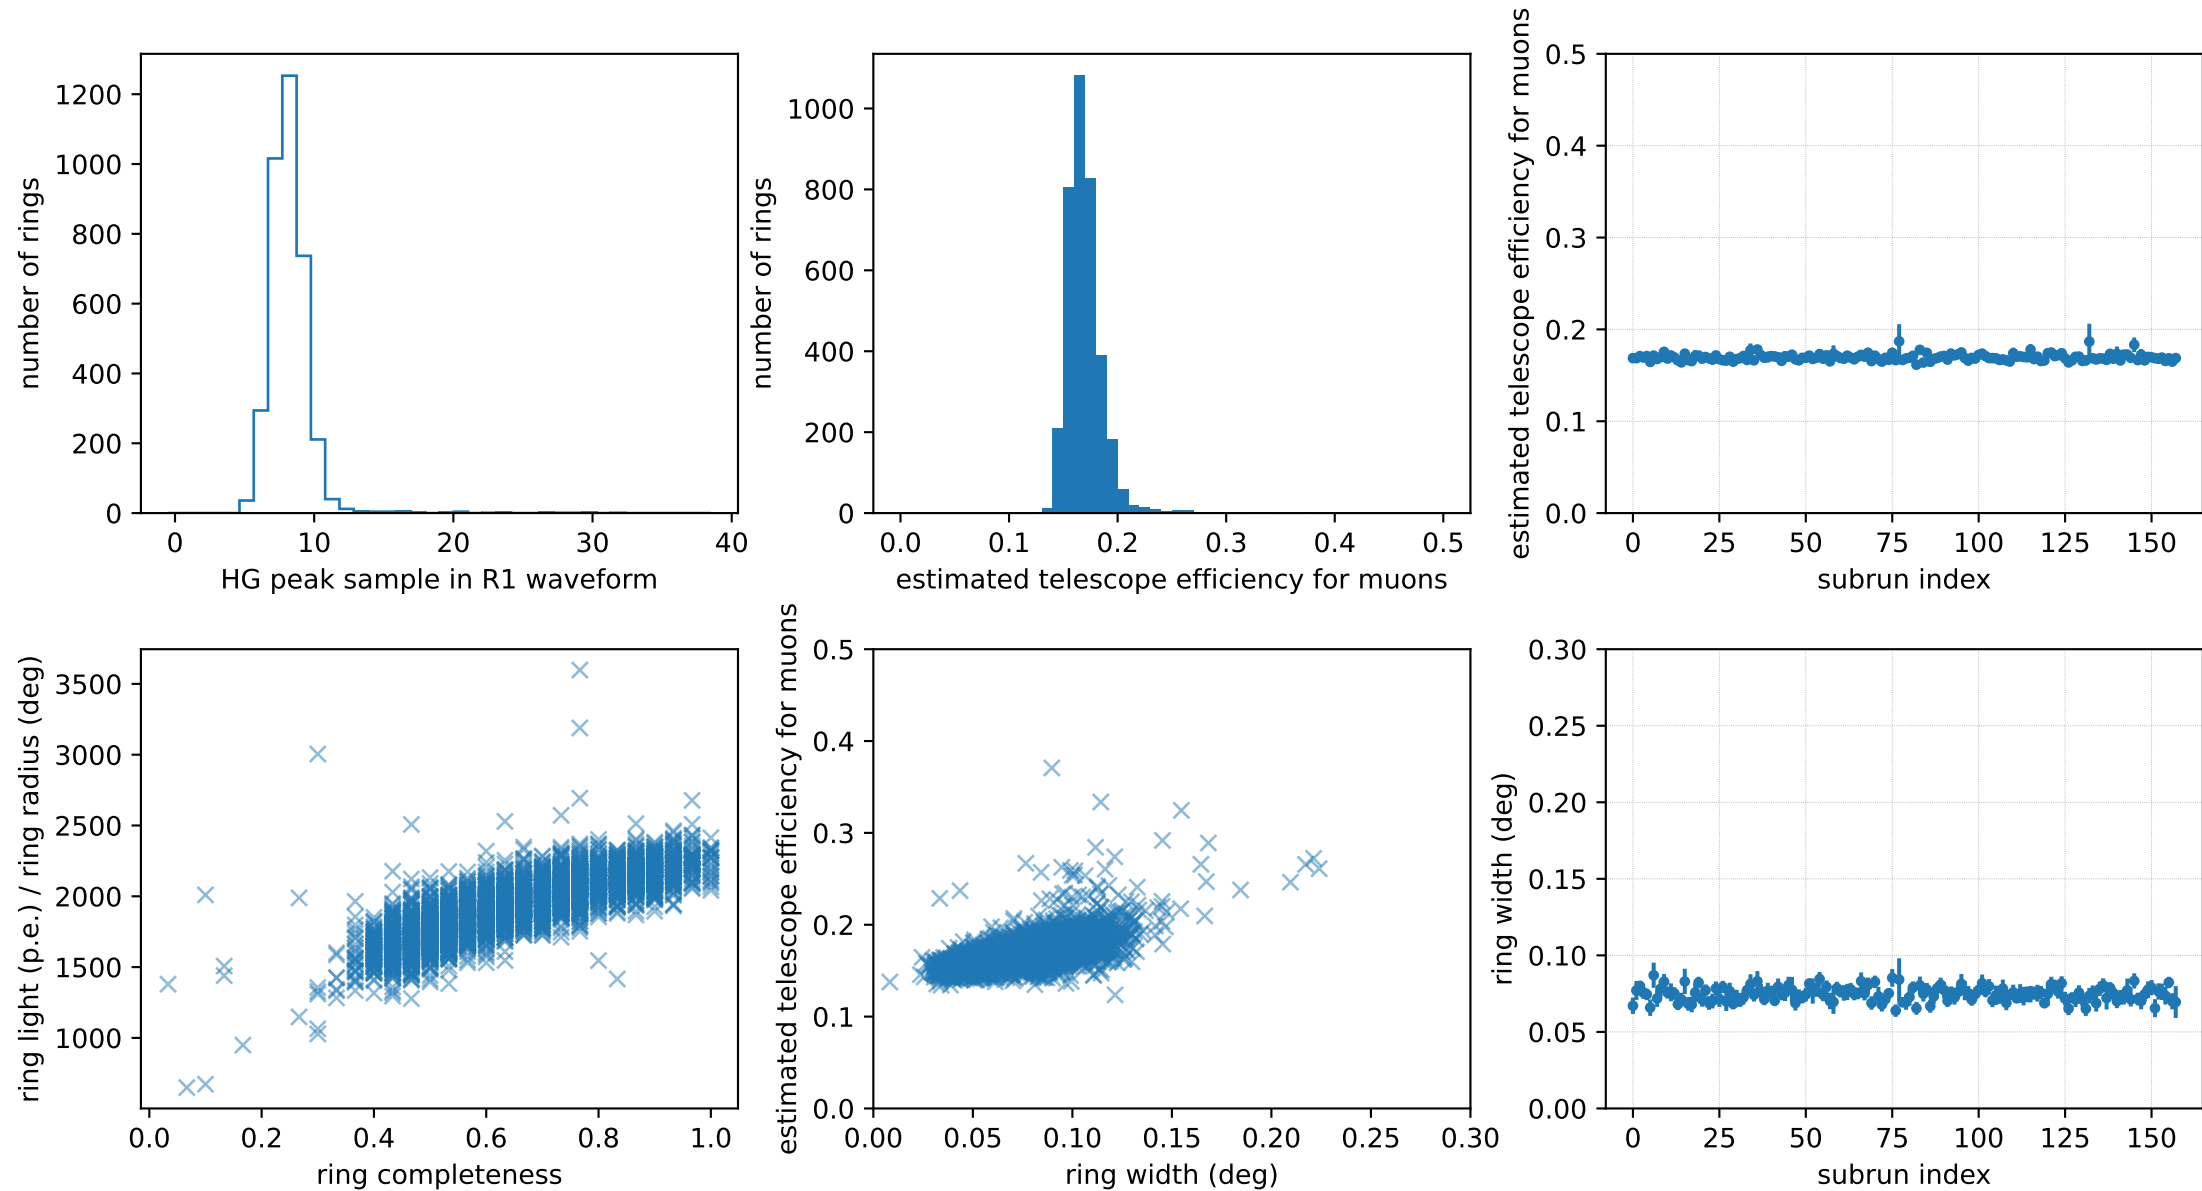 number of rings
1200
1000
800
600
400
200
0
0 10 20 30 40
HG peak sample in R1 waveform
number of rings
1000
800
600
400
200
0
0.0 0.1 0.2 0.3 0.4 0.5
estimated telescope efficiency for muons
estimated telescope efficiency for muons
0.5
0.4
0.3
0.2
0.1
0.0
0 25 50 75 100 125 150
subrun index
ring light (p.e.) / ring radius (deg)
3500
3000
2500
2000
1500
1000
0.0 0.2 0.4 0.6 0.8 1.0
ring completeness
estimated telescope efficiency for muons
0.5
0.4
0.3
0.2
0.1
0.0
0.00 0.05 0.10 0.15 0.20 0.25 0.30
ring width (deg)
ring width (deg)
0.30
0.25
0.20
0.15
0.10
0.05
0.00
0 25 50 75 100 125 150
subrun index